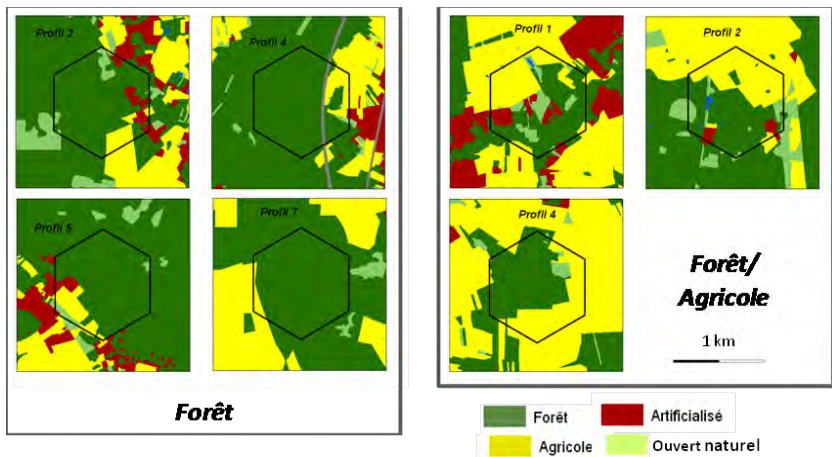 Profil 2
Profil 4
Profil 5
Profil 7
Forêt
Profil 1
Profil 2
Profil 4
Forêt/
Agricole
1 km
Forêt
Artificialisé
Agricole
Ouvert naturel